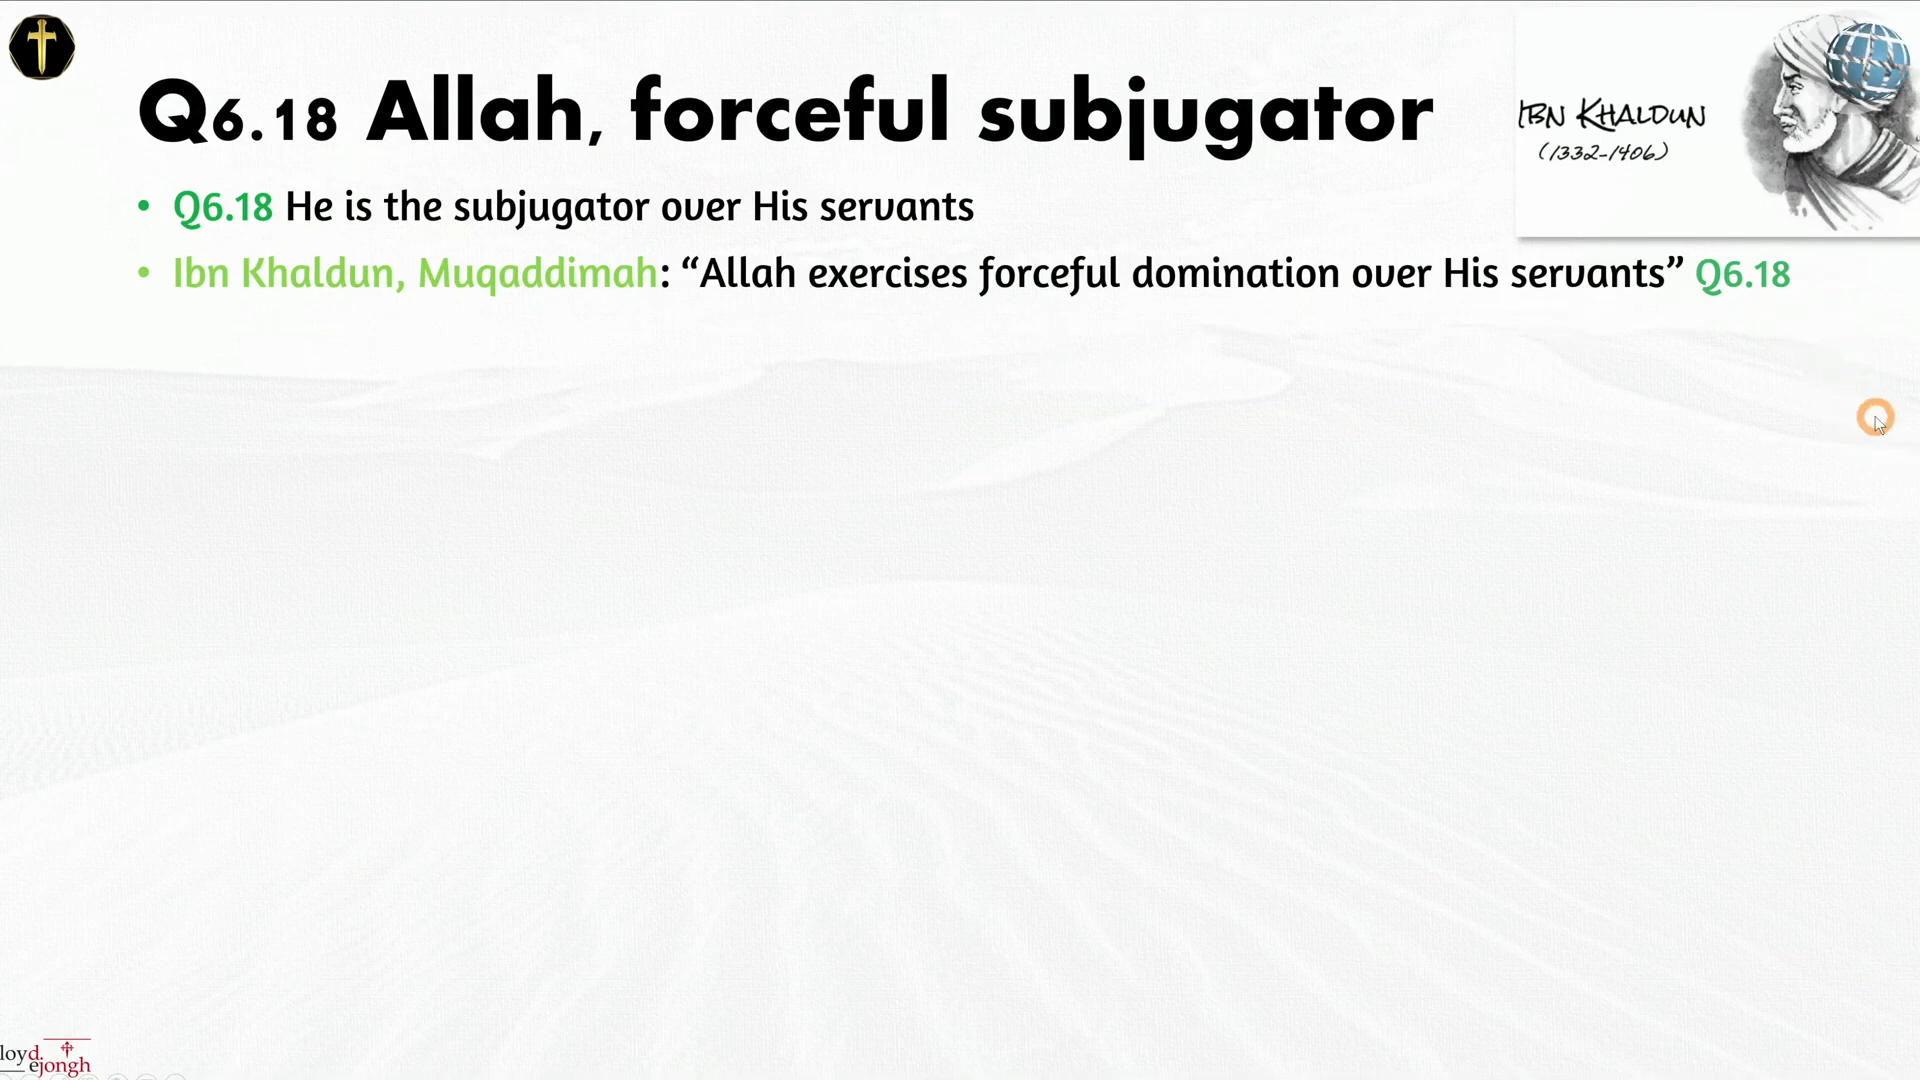 Q6.18 Allah, forceful subjugator
IBN KHALDUN
(1332-1406)
• Q6.18 He is the subjugator over His servants
• Ibn Khaldun, Muqaddimah: “Allah exercises forceful domination over His servants” Q6.18
loyd.
ejongh